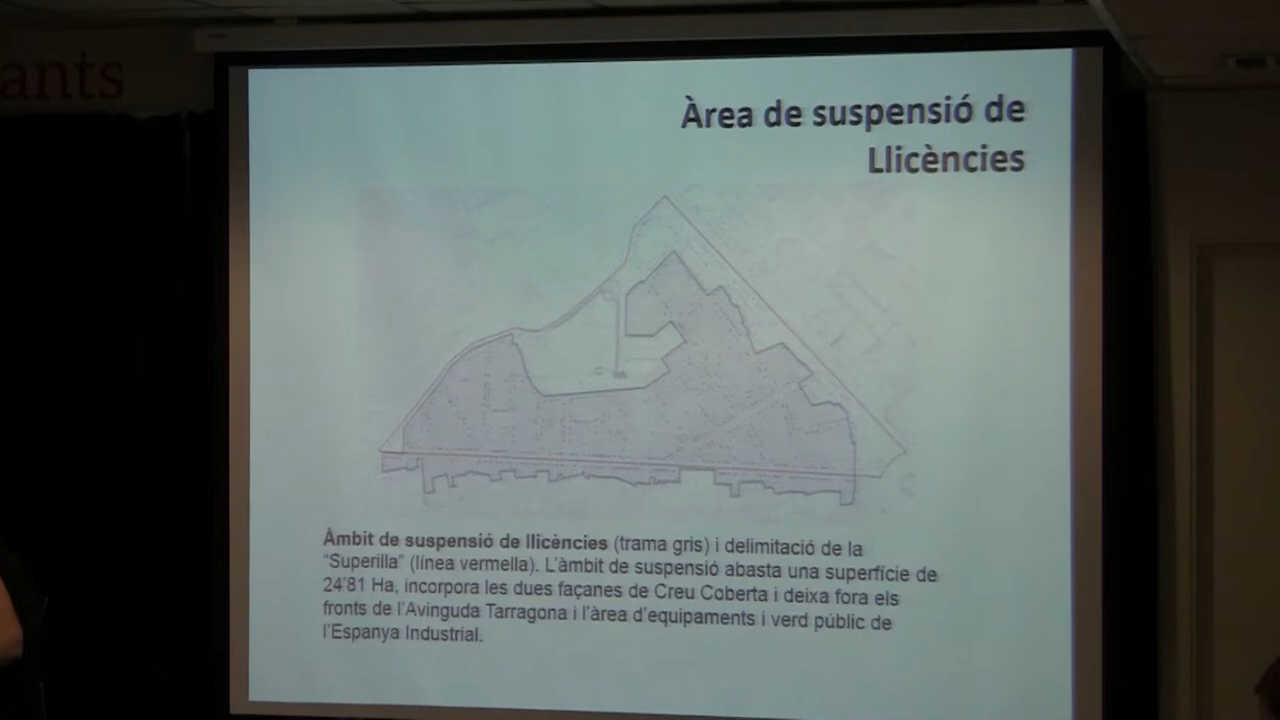 ants
Àrea de suspensió de
Llicències
Àmbit de suspensió de llicències (trama gris) i delimitació de la
“Superilla” (línea vermella). L’àmbit de suspensió abasta una superfície de
24’81 Ha, incorpora les dues façanes de Creu Coberta i deixa fora els
fronts de l’Avinguda Tarragona i l’àrea d’equipaments i verd públic de
l’Espanya Industrial.